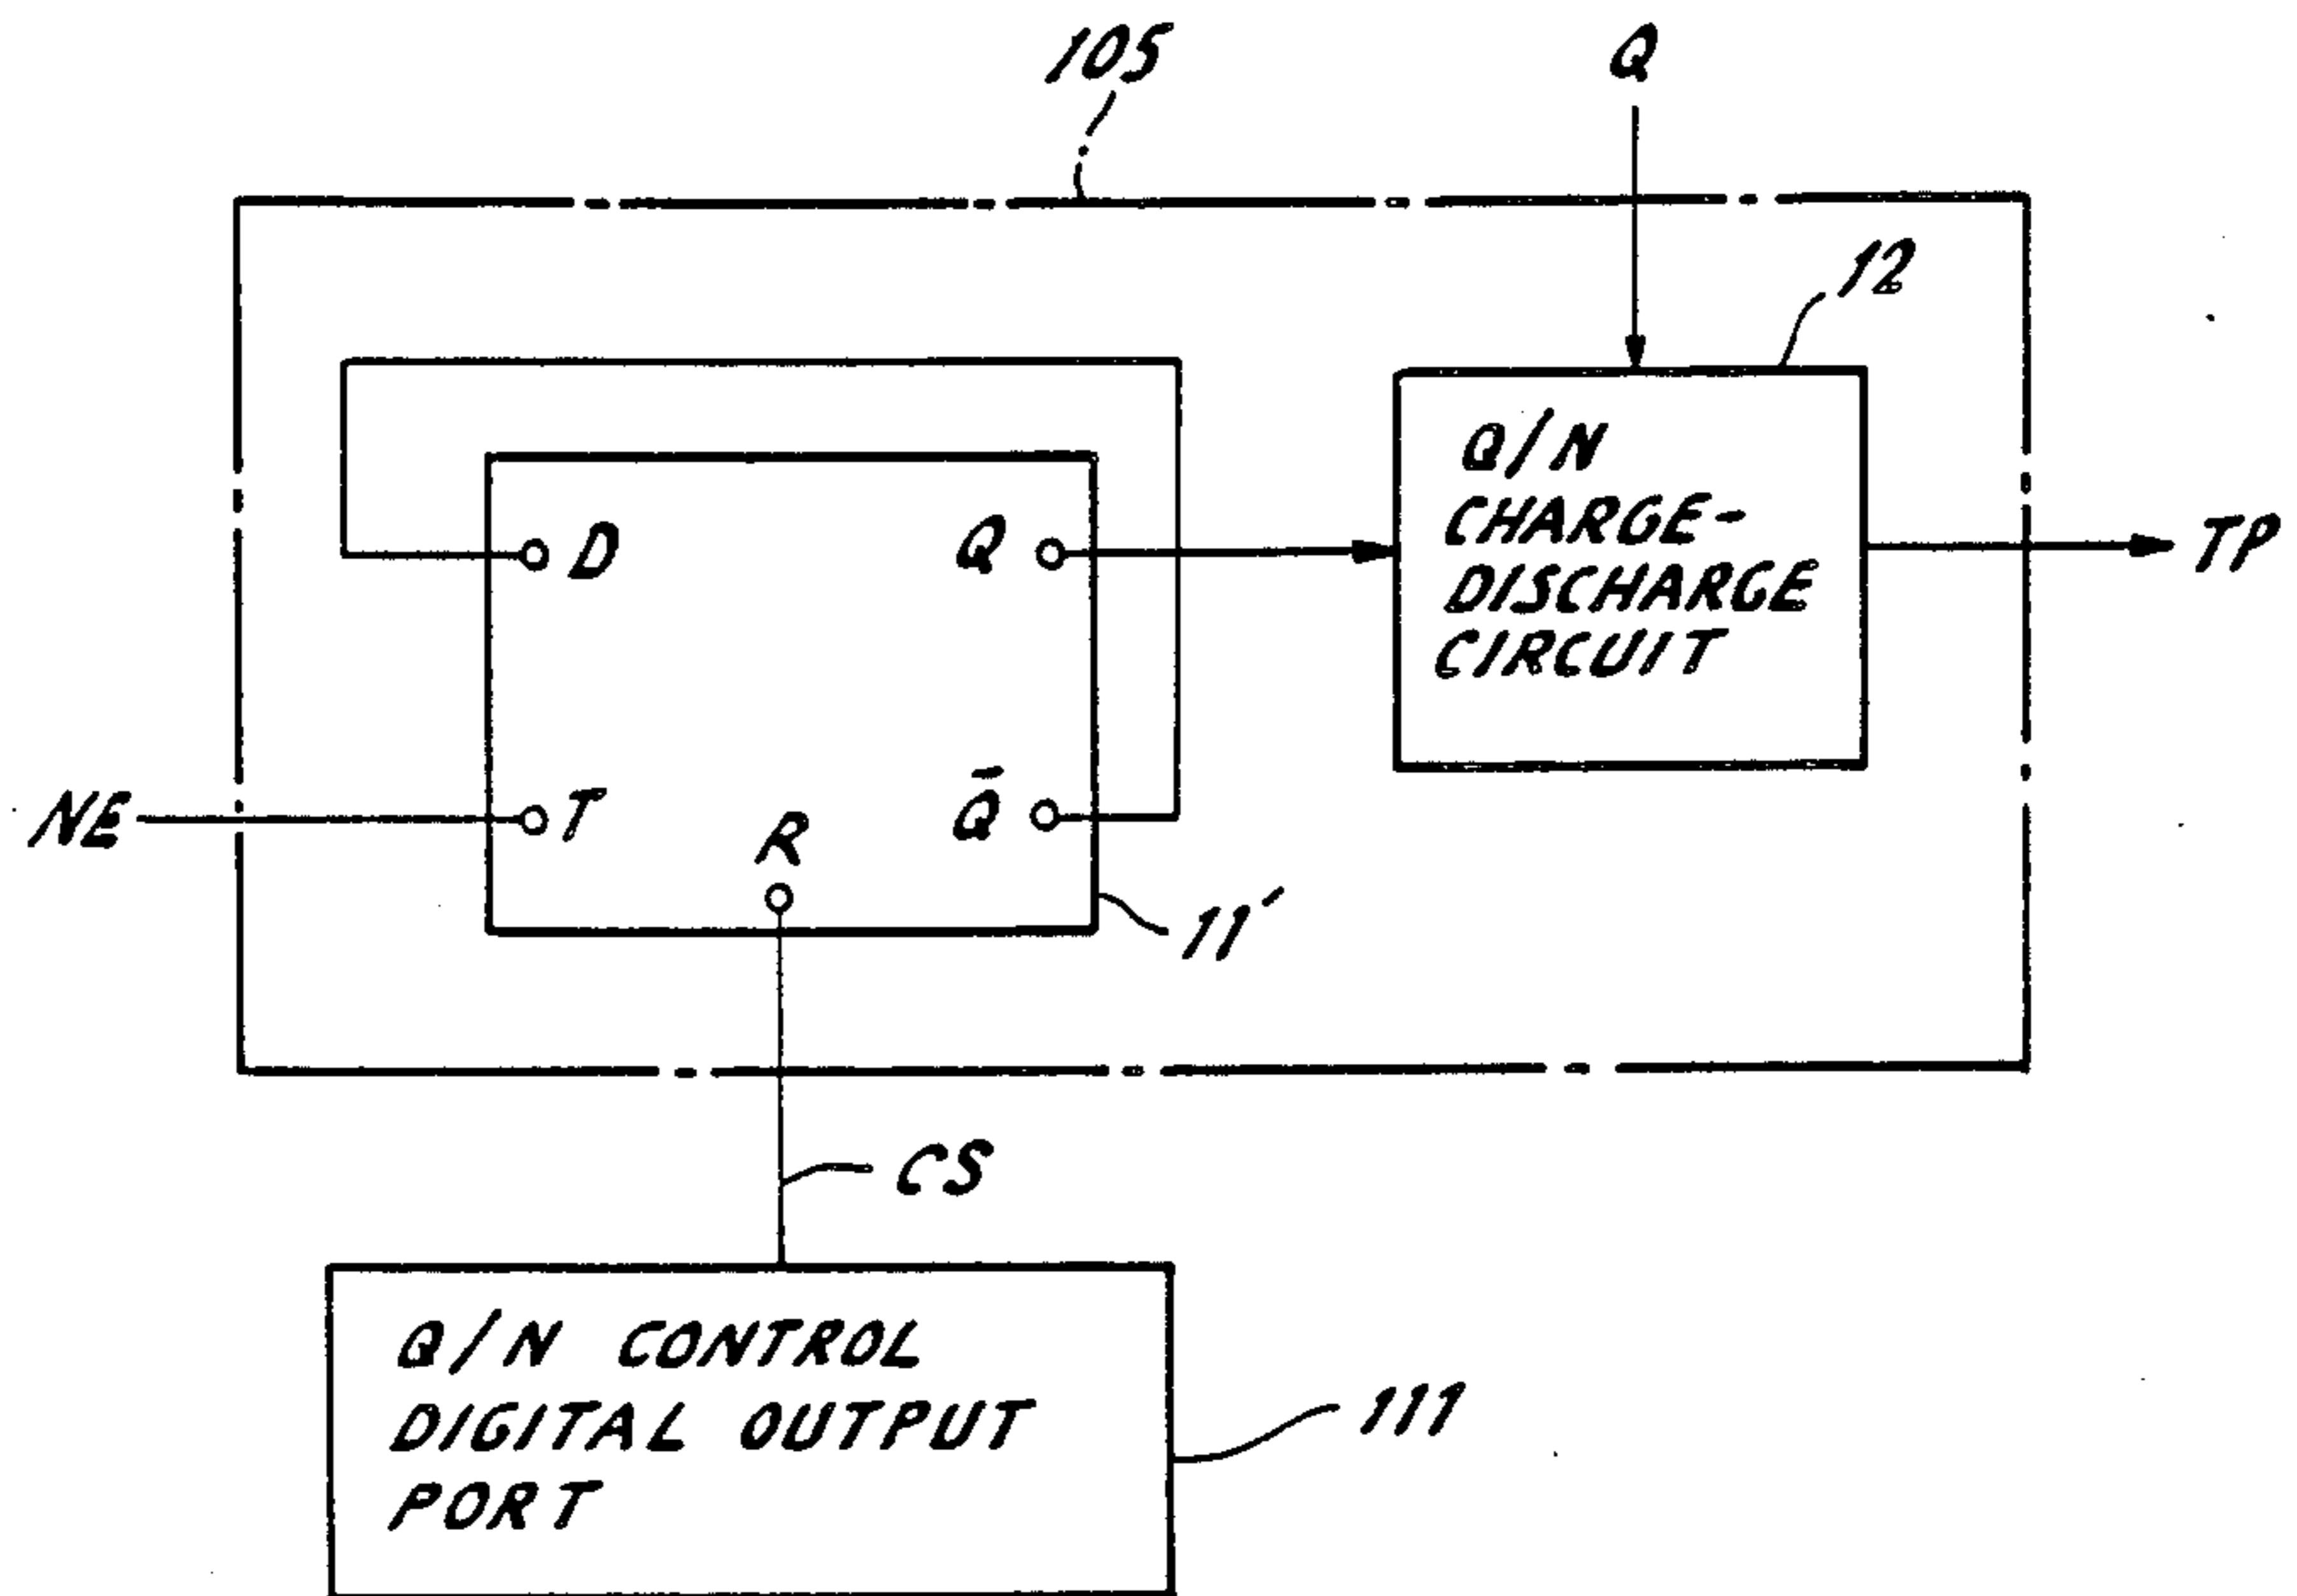 105
Q
12
Q/N
CHARGE-
DISCHARGE
CIRCUIT
D
Q
TP
NE
T
R
Q̄
11'
CS
Q/N CONTROL
DIGITAL OUTPUT
PORT
111